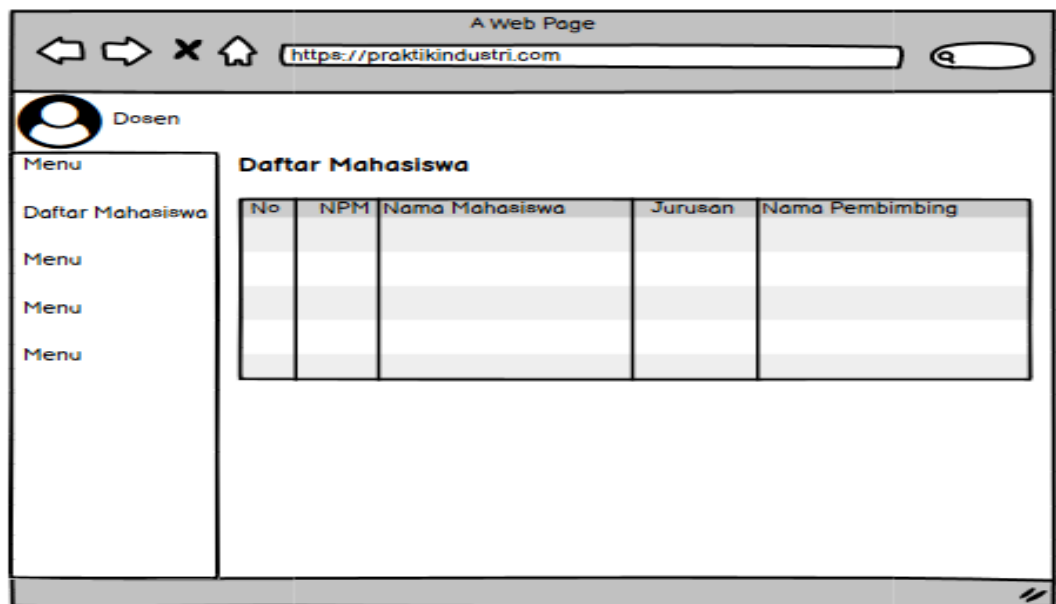 A Web Page
https://praktikindustri.com
Dosen
Menu
Daftar Mahasiswa
Menu
Menu
Menu
Daftar Mahasiswa
No NPM Nama Mahasiswa Jurusan Nama Pembimbing